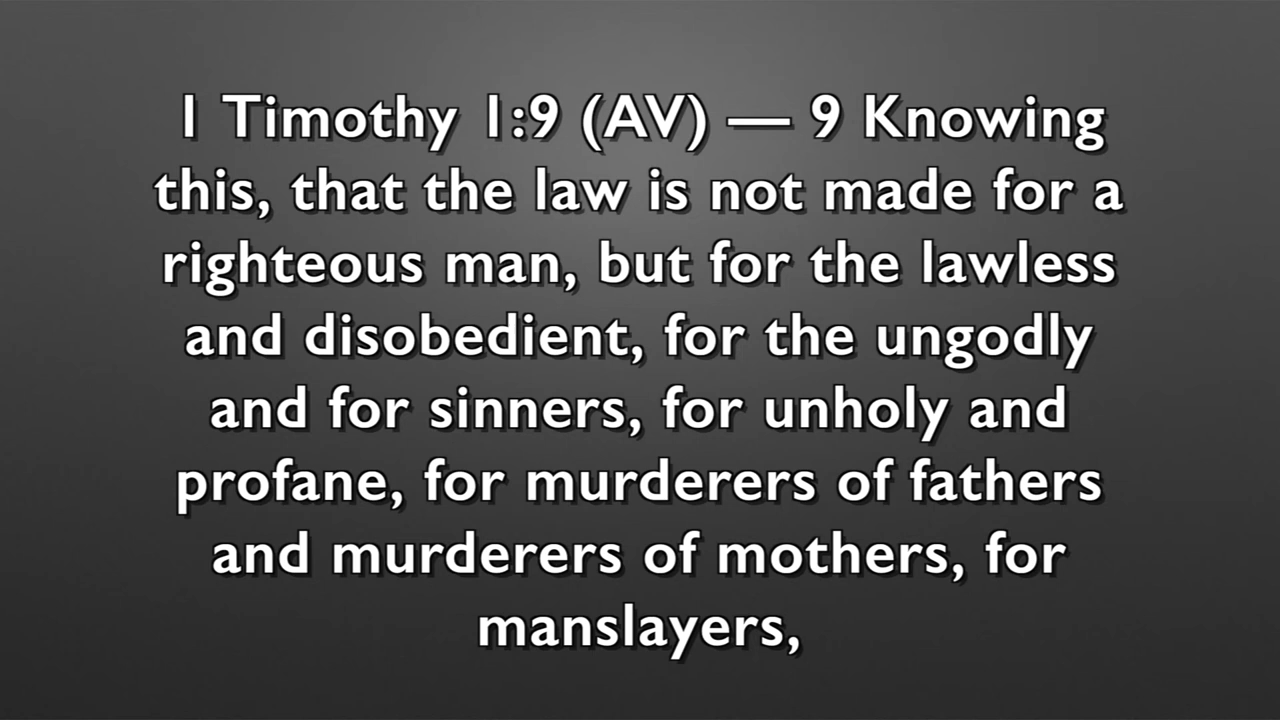 1 Timothy 1:9 (AV) — 9 Knowing
this, that the law is not made for a
righteous man, but for the lawless
and disobedient, for the ungodly
and for sinners, for unholy and
profane, for murderers of fathers
and murderers of mothers, for
manslayers,